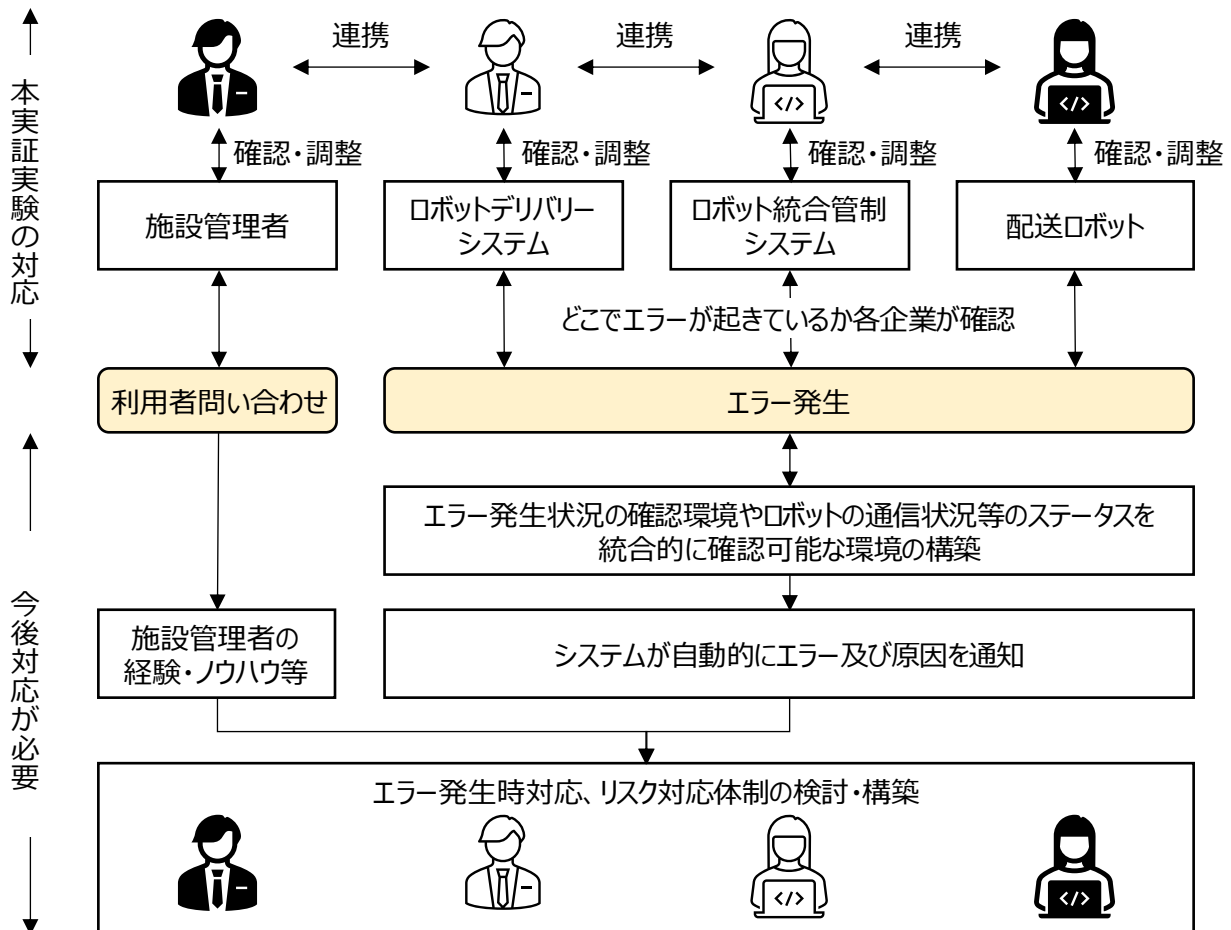 連携
連携
連携
本実証実験の対応
確認・調整
確認・調整
確認・調整
確認・調整
施設管理者
ロボットデリバリー
システム
ロボット統合管制
システム
配送ロボット
どこでエラーが起きているか各企業が確認
利用者問い合わせ
エラー発生
今後対応が必要
エラー発生状況の確認環境やロボットの通信状況等のステータスを
統合的に確認可能な環境の構築
施設管理者の
経験・ノウハウ等
システムが自動的にエラー及び原因を通知
エラー発生時対応、リスク対応体制の検討・構築